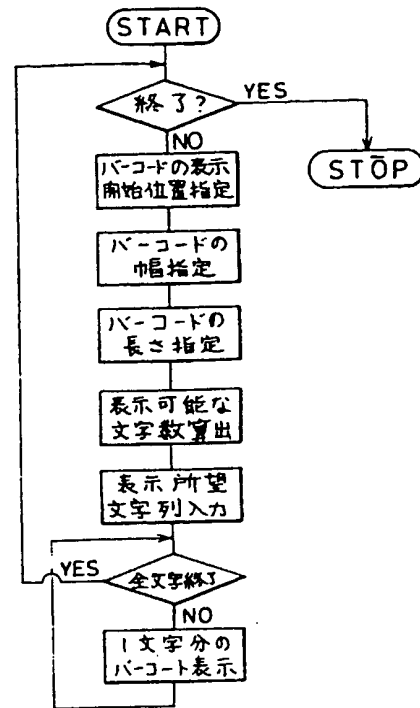 START
終了?
YES
NO
STOP
バーコードの表示
開始位置指定
バーコードの
幅指定
バーコードの
長さ指定
表示可能な
文字数算出
表示所望
文字列入力
YES
全文字終了
NO
1文字分の
バーコート表示